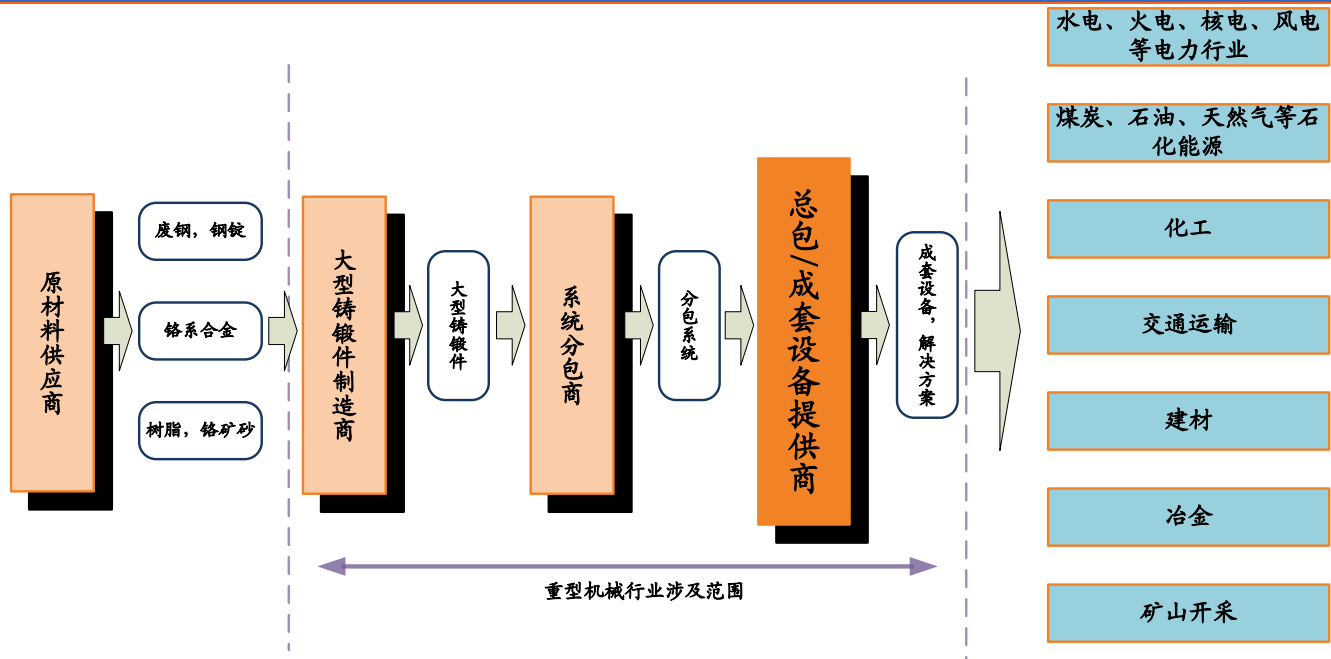 原材料供应商
废钢，钢锭
铬系合金
树脂，铬矿砂
大型铸锻件制造商
大型铸锻件
系统分包商
分包系统
总包/成套设备提供商
成套设备，解决方案
重型机械行业涉及范围
水电、火电、核电、风电
等电力行业
煤炭、石油、天然气等石
化能源
化工
交通运输
建材
冶金
矿山开采